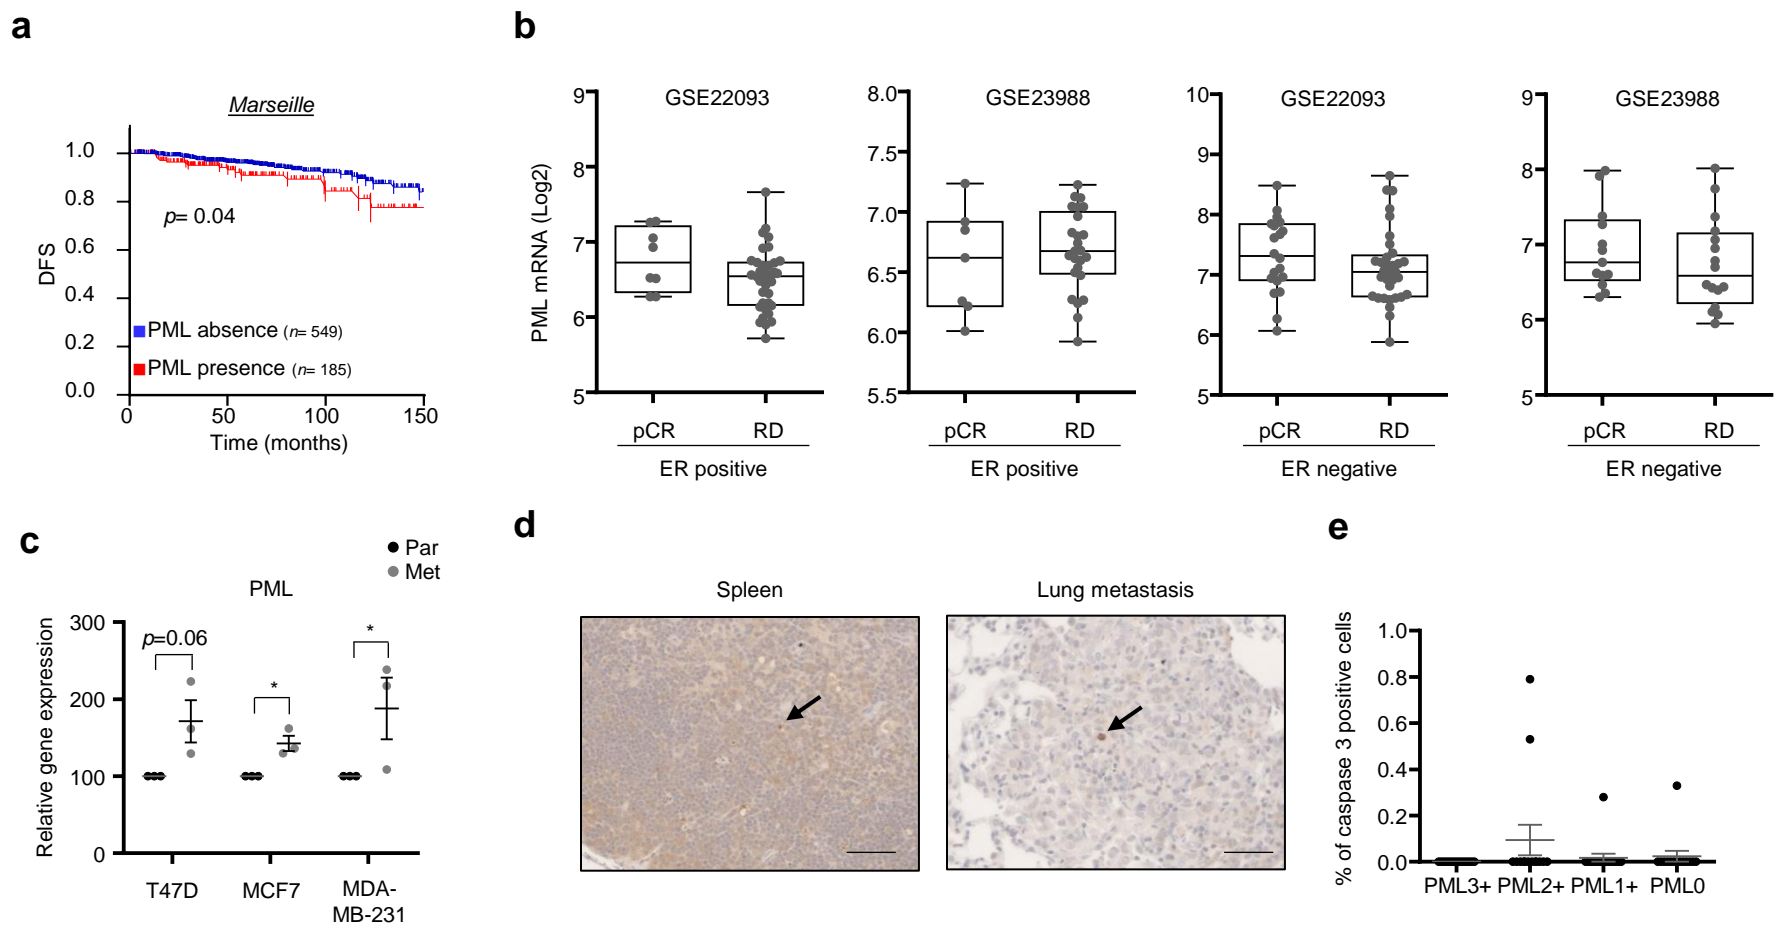 a
Marseille
DFS
1.0
0.8
0.6
0.4
0.2
0.0
p= 0.04
PML absence (n= 549)
PML presence (n= 185)
0
50
100
150
Time (months)
b
PML mRNA (Log2)
GSE22093
9
8
7
6
5
pCR
RD
ER positive
GSE23988
8.0
7.5
7.0
6.5
6.0
5.5
pCR
RD
ER positive
GSE22093
10
9
8
7
6
5
pCR
RD
ER negative
GSE23988
9
8
7
6
5
pCR
RD
ER negative
c
Par
Met
PML
Relative gene expression
300
200
100
0
p=0.06
*
*
T47D
MCF7
MDA-
MB-231
d
Spleen
Lung metastasis
e
% of caspase 3 positive cells
1.0
0.8
0.6
0.4
0.2
0.0
PML3+
PML2+
PML1+
PML0